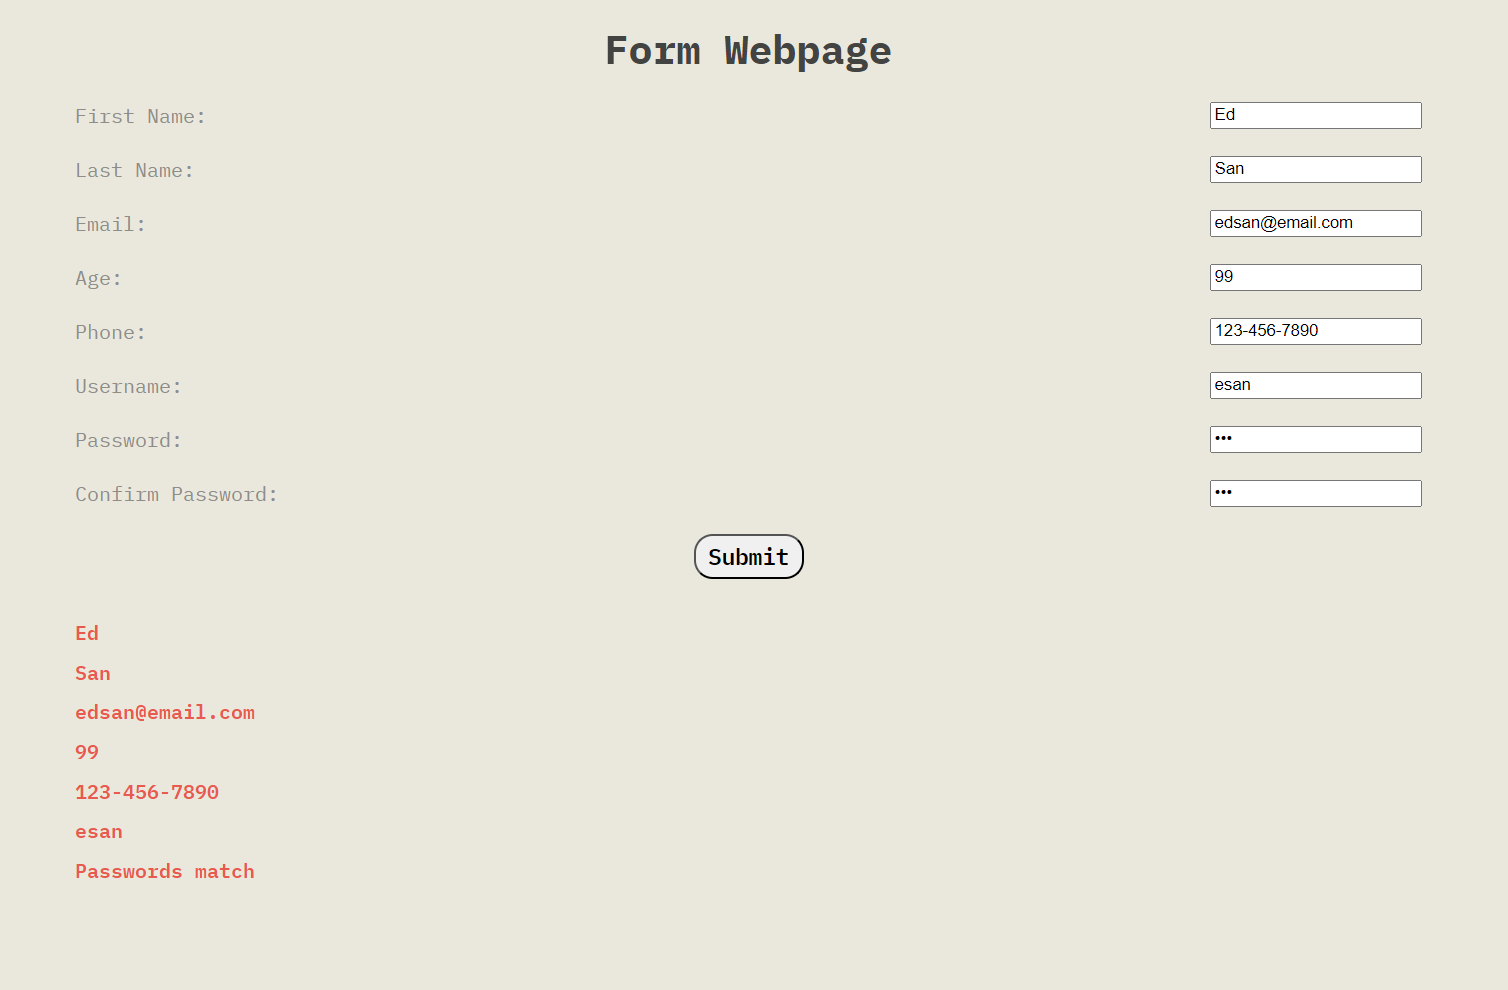 Form Webpage
First Name: Ed
Last Name: San
Email: edsan@email.com
Age: 99
Phone: 123-456-7890
Username: esan
Password: •••
Confirm Password: •••
Submit
Ed
San
edsan@email.com
99
123-456-7890
esan
Passwords match